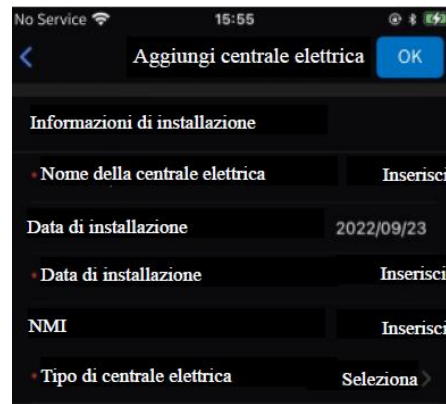 No Service 15:55
Aggiungi centrale elettrica OK
Informazioni di installazione
* Nome della centrale elettrica Inserisci
Data di installazione 2022/09/23
* Data di installazione Inserisci
NMI Inserisci
* Tipo di centrale elettrica Seleziona >